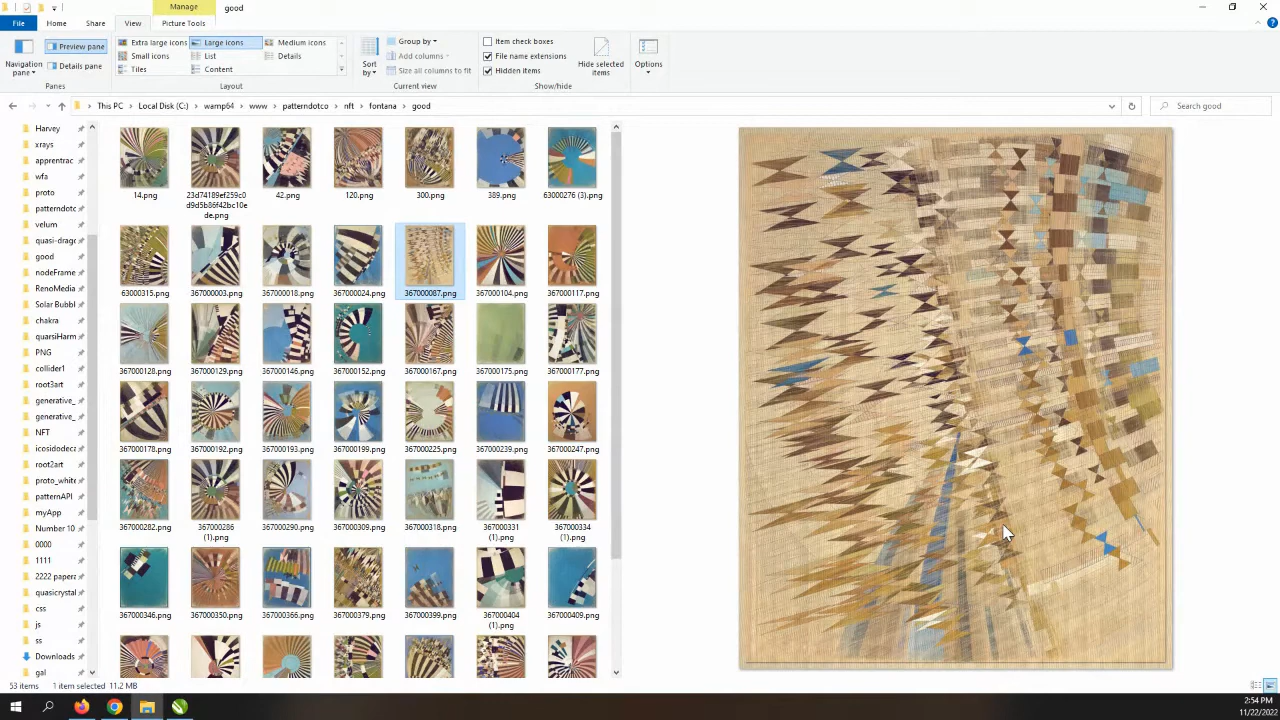 Manage
good
File
Home
Share
View
Picture Tools
Navigation pane
Preview pane
Details pane
Panes
Extra large icons
Large icons
Medium icons
Small icons
List
Details
Tiles
Content
Layout
Sort by
Group by
Add columns
Size all columns to fit
Current view
Item check boxes
File name extensions
Hidden items
Hide selected items
Show/hide
Options
This PC > Local Disk (C:) > wamp64 > www > patterndotco > nft > fontana > good
Search good
Harvey
xrays
apprentrac
wfa
proto
patterndotc
velum
quasi-drago
good
nodeFrame
RenoMedia
Solar Bubbl
chakra
quarsiHarm
PNG
collider1
root3art
generative_
generative_
NFT
icosidodeca
root2art
proto_white
patternAPI
myApp
Number 10
0000
1111
2222 papera
quasicrystal
css
js
ss
Downloads
gal
14.png
23d74189ef259c0d9d5b86f42bc10ede.png
42.png
120.png
300.png
389.png
63000276 (3).png
63000315.png
367000003.png
367000018.png
367000024.png
367000087.png
367000104.png
367000117.png
367000128.png
367000129.png
367000146.png
367000152.png
367000167.png
367000175.png
367000177.png
367000178.png
367000192.png
367000193.png
367000199.png
367000225.png
367000239.png
367000247.png
367000282.png
367000286 (1).png
367000290.png
367000309.png
367000318.png
367000331 (1).png
367000334 (1).png
367000346.png
367000350.png
367000366.png
367000379.png
367000399.png
367000404 (1).png
367000409.png
53 items
1 item selected 11.2 MB
2:54 PM
11/22/2022